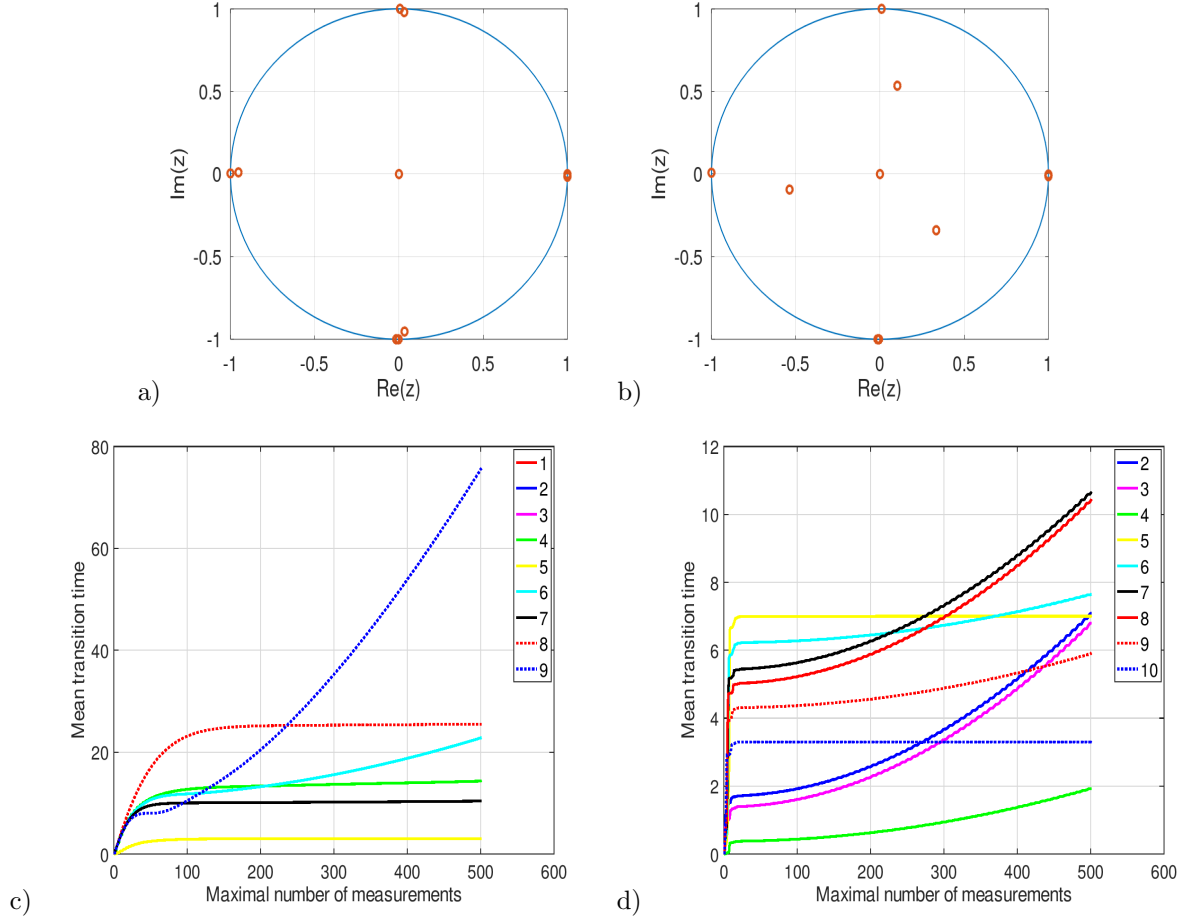 1
0.5
0
-0.5
-1
Im(z)
-1 -0.5 0 0.5 1
Re(z)
a)
1
0.5
0
-0.5
-1
Im(z)
-1 -0.5 0 0.5 1
Re(z)
b)
80
60
40
20
0
Mean transition time
0 100 200 300 400 500 600
Maximal number of measurements
1
2
3
4
5
6
7
8
9
c)
12
10
8
6
4
2
0
Mean transition time
0 100 200 300 400 500 600
Maximal number of measurements
2
3
4
5
6
7
8
9
10
d)